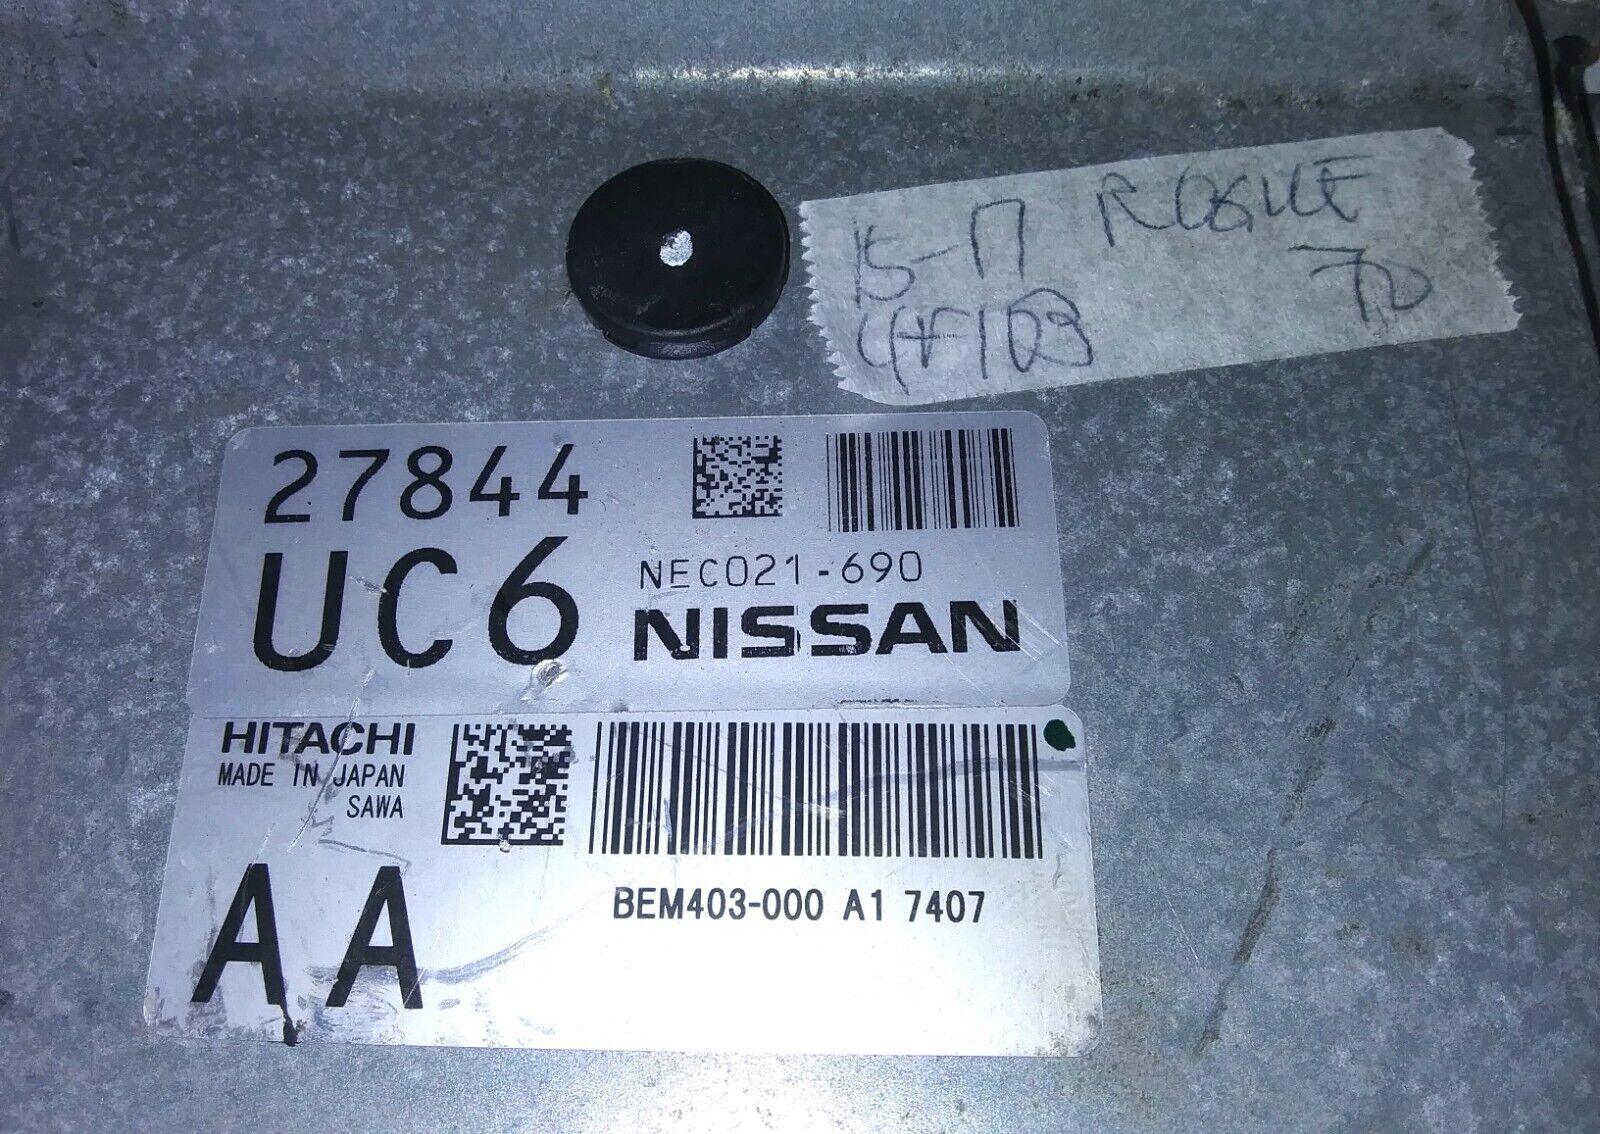 15-17 ROGUE
4F103 70
27844
UC6
NEC021-690
NISSAN
HITACHI
MADE IN JAPAN
SAWA
AA
BEM403-000 A1 7407